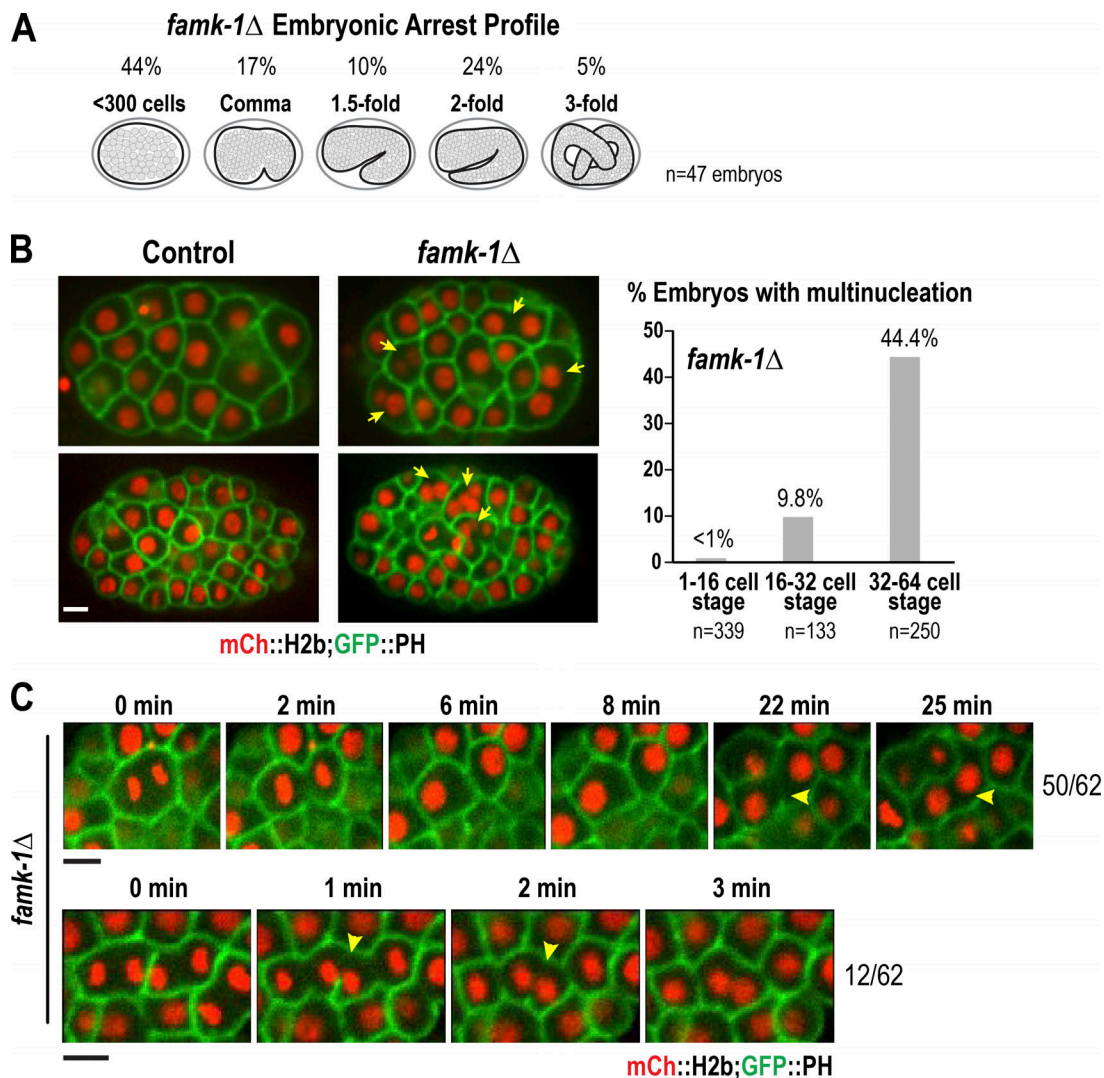 A
famk-1Δ Embryonic Arrest Profile
44% 17% 10% 24% 5%
<300 cells Comma 1.5-fold 2-fold 3-fold
n=47 embryos
B
Control famk-1Δ
mCh::H2b;GFP::PH
% Embryos with multinucleation
famk-1Δ
50
40
30
20
10
0
<1% 9.8% 44.4%
1-16 cell 16-32 cell 32-64 cell
stage stage stage
n=339 n=133 n=250
C
famk-1Δ
0 min 2 min 6 min 8 min 22 min 25 min
50/62
0 min 1 min 2 min 3 min
12/62
mCh::H2b;GFP::PH